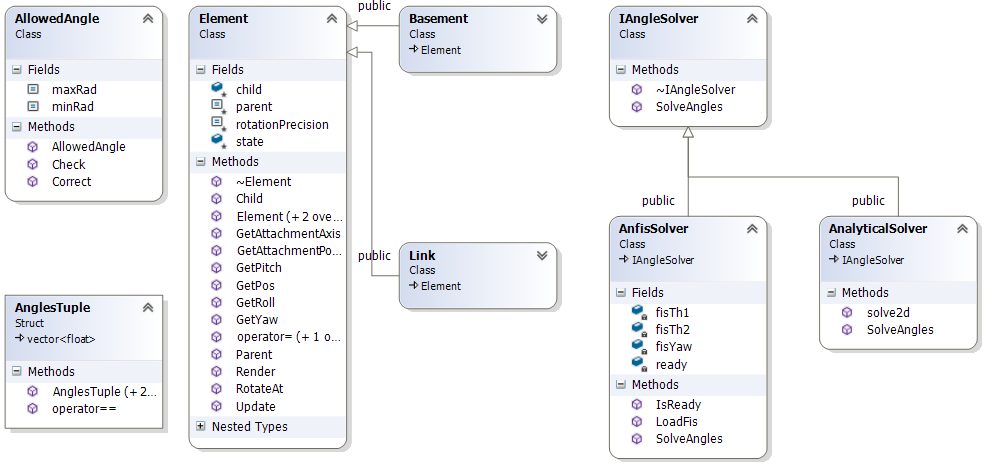 AllowedAngle
Class
Fields
maxRad
minRad
Methods
AllowedAngle
Check
Correct
AnglesTuple
Struct
vector<float>
Methods
AnglesTuple (+ 2...
operator==
Element
Class
Fields
child
parent
rotationPrecision
state
Methods
~Element
Child
Element (+ 2 ove...
GetAttachmentAxis
GetAttachmentPo...
GetPitch
GetPos
GetRoll
GetYaw
operator= (+ 1 o...
Parent
Render
RotateAt
Update
Nested Types
public
Basement
Class
Element
public
Link
Class
Element
IAngleSolver
Class
Methods
~IAngleSolver
SolveAngles
public
public
AnfisSolver
Class
IAngleSolver
Fields
fisTh1
fisTh2
fisYaw
ready
Methods
IsReady
LoadFis
SolveAngles
AnalyticalSolver
Class
IAngleSolver
Methods
solve2d
SolveAngles